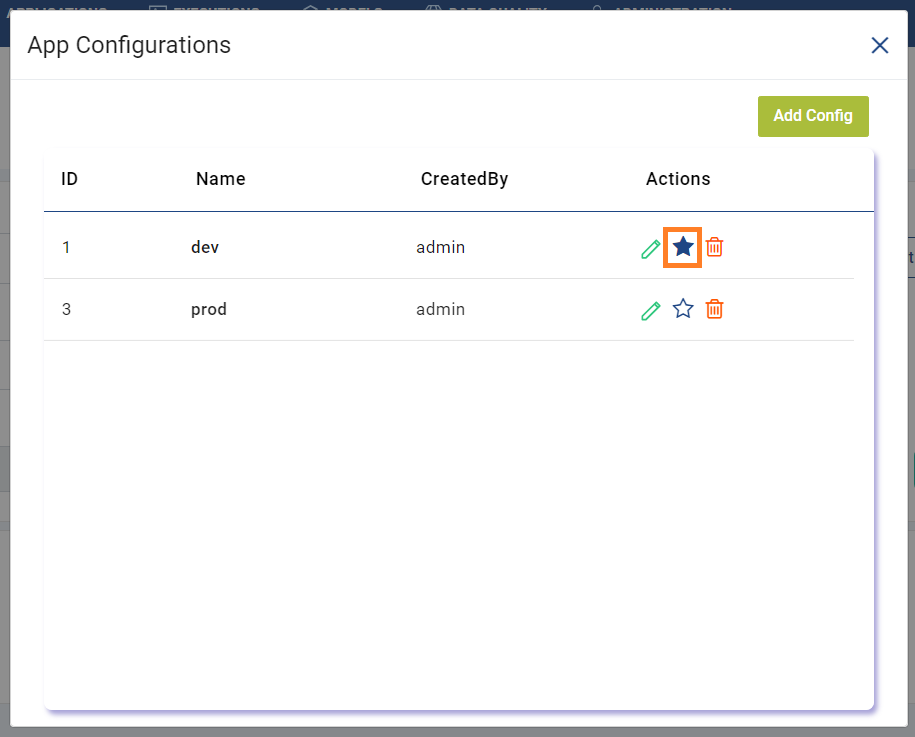 APPLICATIONS EXECUTIONS MODELS DATA QUALITY ADMINISTRATION
App Configurations
Add Config
ID Name CreatedBy Actions
1 dev admin
3 prod admin